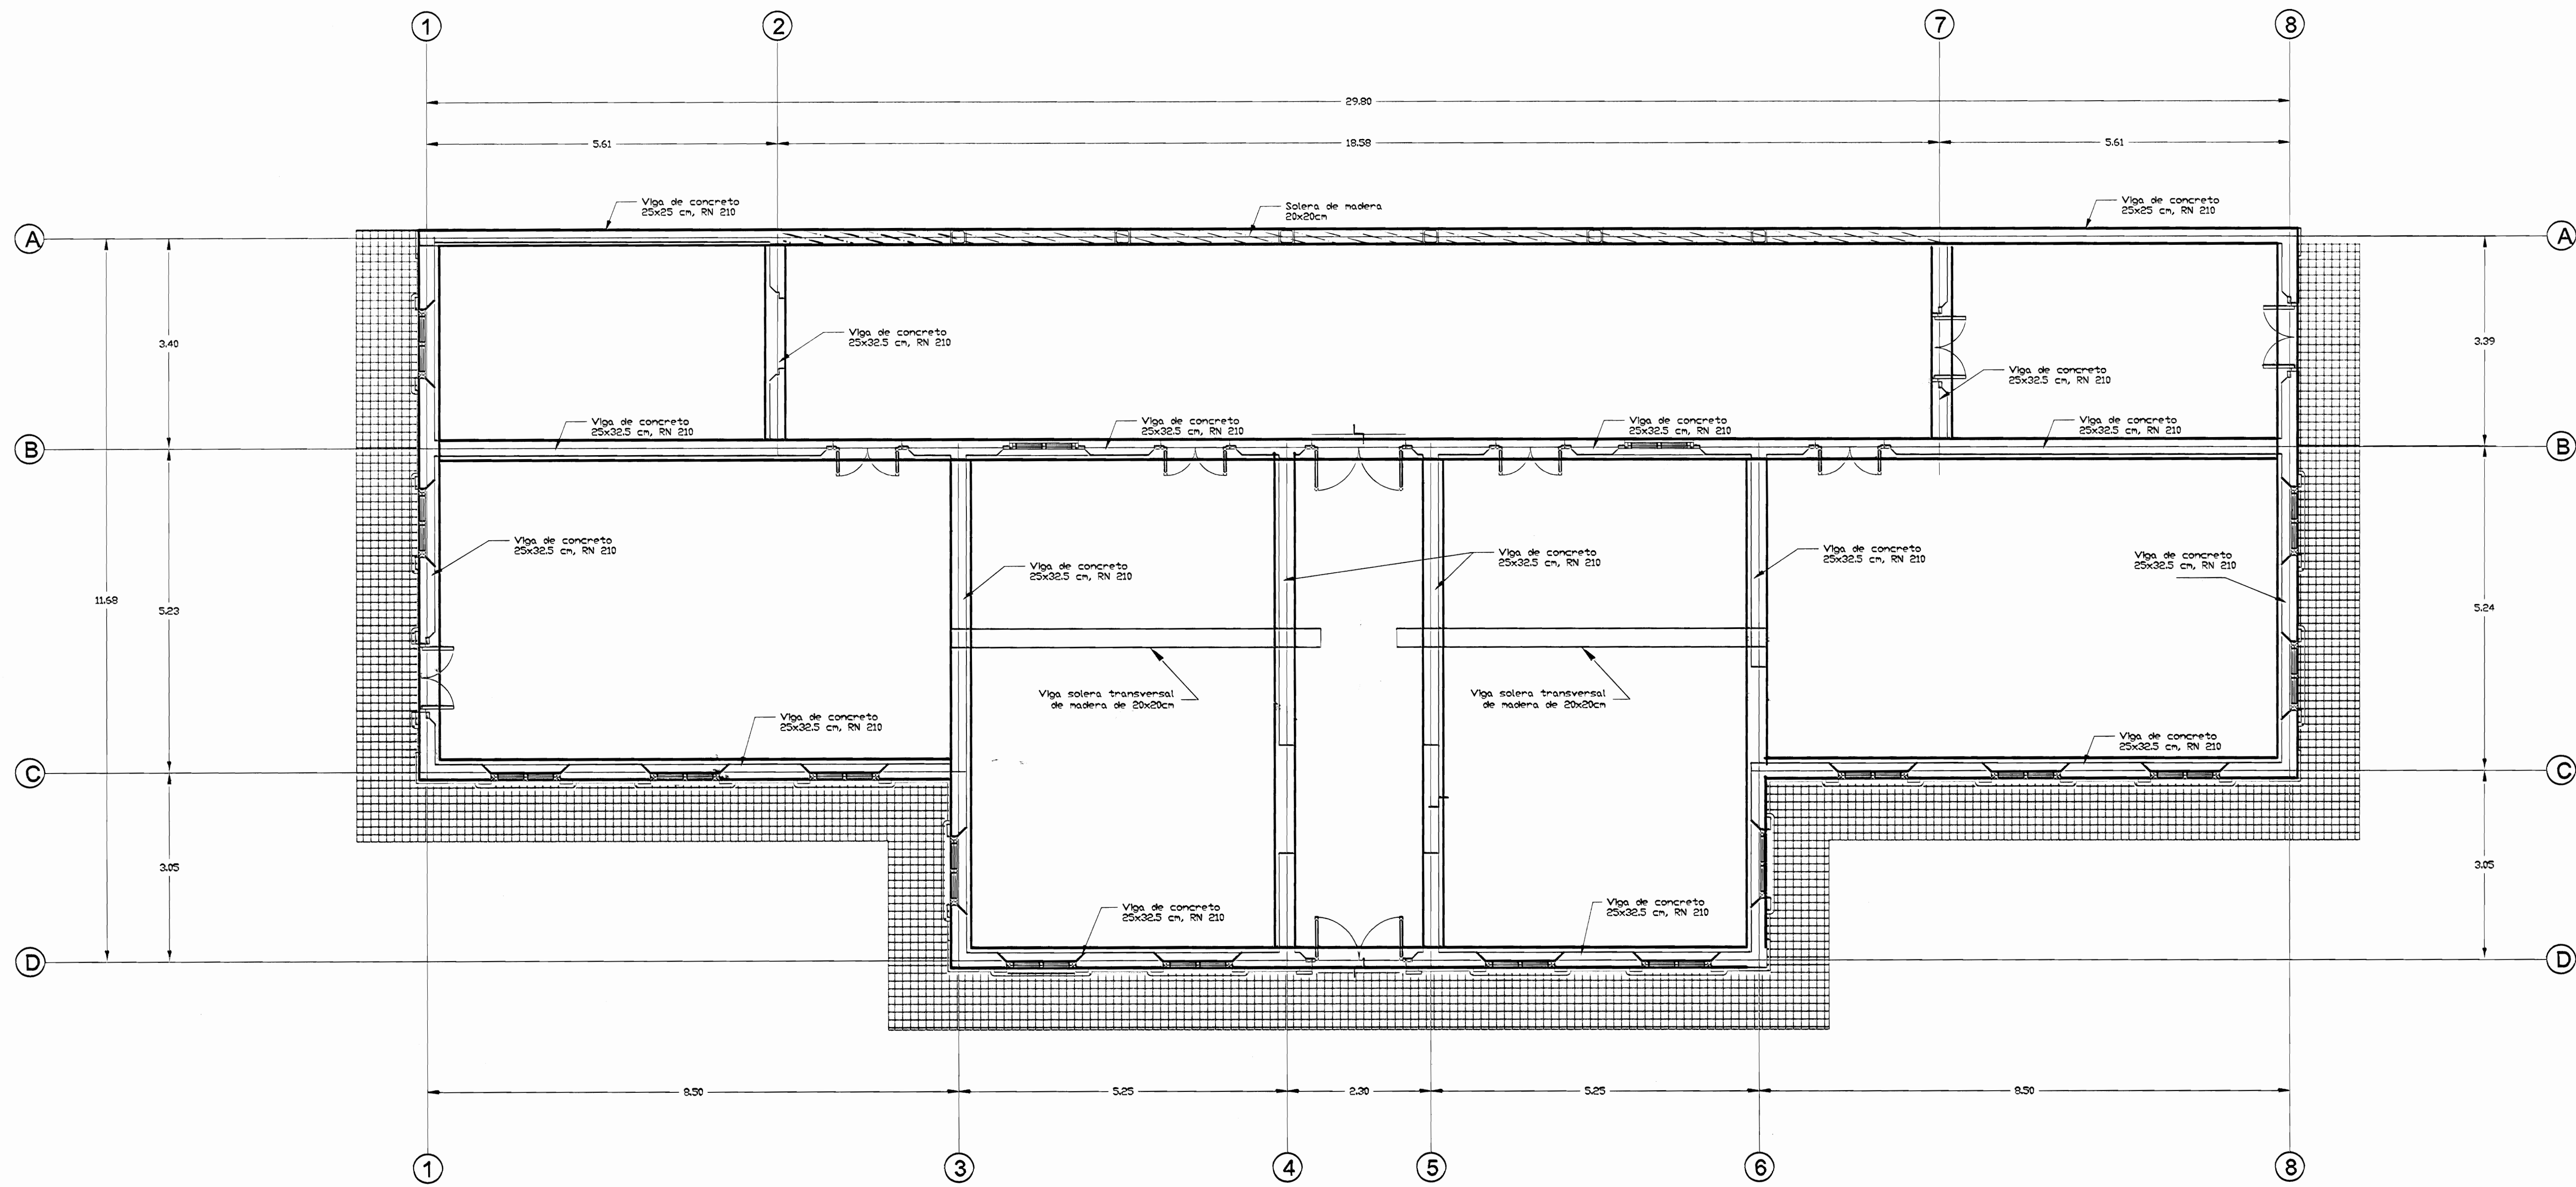 1 2 7 8
29.80
5.61 18.58 5.61
Viga de concreto
25x25 cm, RN 210
Solera de madera
20x20cm
Viga de concreto
25x25 cm, RN 210
A A
3.40
Viga de concreto
25x32.5 cm, RN 210
3.39
Viga de concreto
25x32.5 cm, RN 210
Viga de concreto
25x32.5 cm, RN 210
Viga de concreto
25x32.5 cm, RN 210
Viga de concreto
25x32.5 cm, RN 210
Viga de concreto
25x32.5 cm, RN 210
B B
Viga de concreto
25x32.5 cm, RN 210
Viga de concreto
25x32.5 cm, RN 210
Viga de concreto
25x32.5 cm, RN 210
Viga de concreto
25x32.5 cm, RN 210
Viga de concreto
25x32.5 cm, RN 210
11.68
5.23
5.24
Viga solera transversal
de madera de 20x20cm
Viga solera transversal
de madera de 20x20cm
Viga de concreto
25x32.5 cm, RN 210
Viga de concreto
25x32.5 cm, RN 210
C C
3.05
3.05
Viga de concreto
25x32.5 cm, RN 210
Viga de concreto
25x32.5 cm, RN 210
D D
8.50 5.25 2.30 5.25 8.50
1 3 4 5 6 8